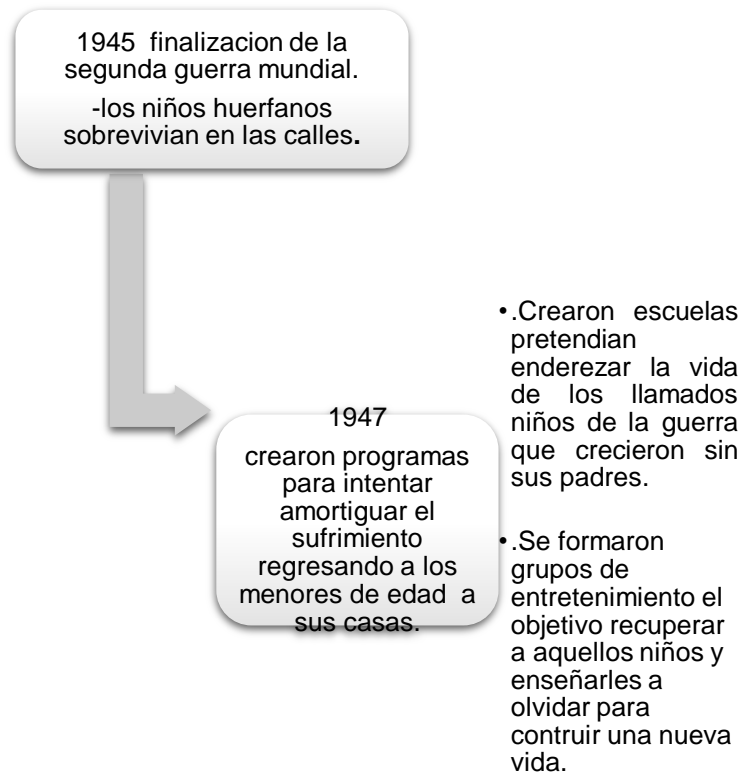 1945 finalizacion de la
segunda guerra mundial.
-los niños huerfanos
sobrevivian en las calles.
1947
crearon programas
para intentar
amortiguar el
sufrimiento
regresando a los
menores de edad a
sus casas.
• .Crearon escuelas
pretendian
enderezar la vida
de los llamados
niños de la guerra
que crecieron sin
sus padres.
• .Se formaron
grupos de
entretenimiento el
objetivo recuperar
a aquellos niños y
enseñarles a
olvidar para
contruir una nueva
vida.